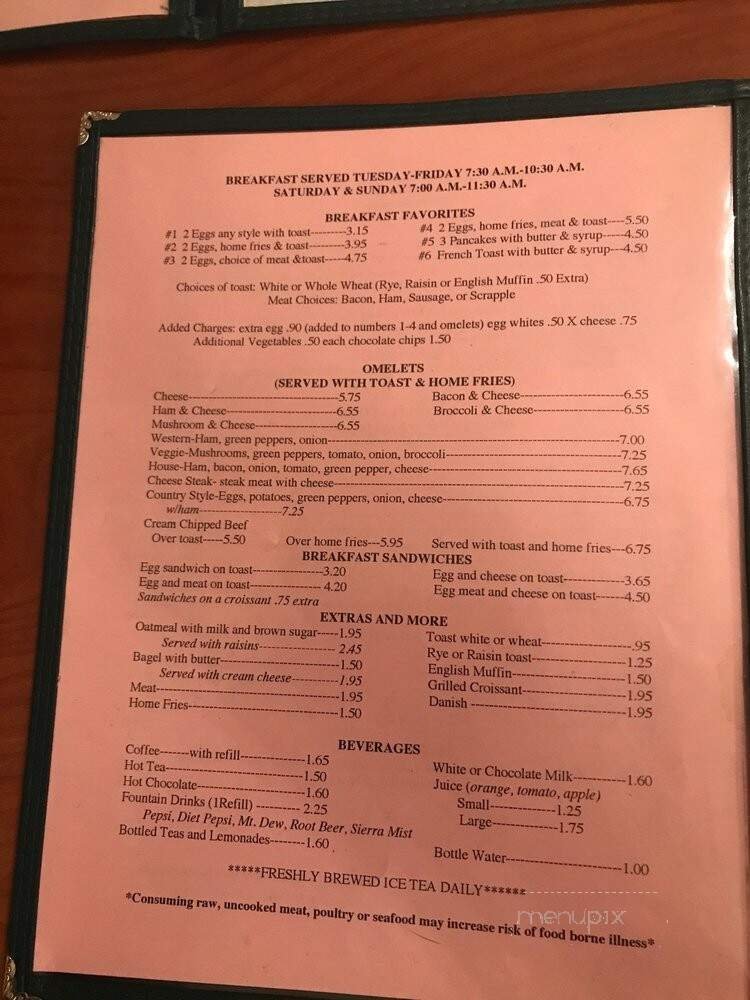 BREAKFAST SERVED TUESDAY-FRIDAY 7:30 A.M.-10:30 A.M.
SATURDAY & SUNDAY 7:00 A.M.-11:30 A.M.
BREAKFAST FAVORITES
#1 2 Eggs any style with toast---------3.15 #4 2 Eggs, home fries, meat & toast----5.50
#2 2 Eggs, home fries & toast---------3.95 #5 3 Pancakes with butter & syrup-----4.50
#3 2 Eggs, choice of meat &toast-----4.75 #6 French Toast with butter & syrup---4.50
Choices of toast: White or Whole Wheat (Rye, Raisin or English Muffin .50 Extra)
Meat Choices: Bacon, Ham, Sausage, or Scrapple
Added Charges: extra egg .90 (added to numbers 1-4 and omelets) egg whites .50 X cheese .75
Additional Vegetables .50 each chocolate chips 1.50
OMELETS
(SERVED WITH TOAST & HOME FRIES)
Cheese-----------------------------------5.75 Bacon & Cheese------------------------6.55
Ham & Cheese--------------------------6.55 Broccoli & Cheese---------------------6.55
Mushroom & Cheese-------------------6.55
Western-Ham, green peppers, onion--------------------------------------------------------------------7.00
Veggie-Mushrooms, green peppers, tomato, onion, broccoli----------------------------------------7.25
House-Ham, bacon, onion, tomato, green pepper, cheese--------------------------------------------7.65
Cheese Steak- steak meat with cheese-----------------------------------------------------------------7.25
Country Style-Eggs, potatoes, green peppers, onion, cheese----------------------------------------6.75
w/ham--------------------7.25
Cream Chipped Beef
Over toast-----5.50 Over home fries---5.95 Served with toast and home fries---6.75
BREAKFAST SANDWICHES
Egg sandwich on toast-----------------3.20 Egg and cheese on toast--------------3.65
Egg and meat on toast----------------- 4.20 Egg meat and cheese on toast------4.50
Sandwiches on a croissant .75 extra
EXTRAS AND MORE
Oatmeal with milk and brown sugar-----1.95 Toast white or wheat---------------------.95
Served with raisins------------------ 2.45 Rye or Raisin toast---------------------1.25
Bagel with butter---------------------------1.50 English Muffin--------------------------1.50
Served with cream cheese-----------1.95 Grilled Croissant-----------------------1.95
Meat------------------------------------------1.95 Danish -----------------------------------1.95
Home Fries-----------------------------------1.50
BEVERAGES
Coffee-------with refill----------------1.65 White or Chocolate Milk------------1.60
Hot Tea---------------------------------1.50 Juice (orange, tomato, apple)
Hot Chocolate--------------------------1.60 Small----------------1.25
Fountain Drinks (1Refill) ----------- 2.25 Large----------------1.75
Pepsi, Diet Pepsi, Mt. Dew, Root Beer, Sierra Mist
Bottled Teas and Lemonades--------1.60 Bottle Water--------------------------1.00
*****FRESHLY BREWED ICE TEA DAILY******
*Consuming raw, uncooked meat, poultry or seafood may increase risk of food borne illness*
menupix